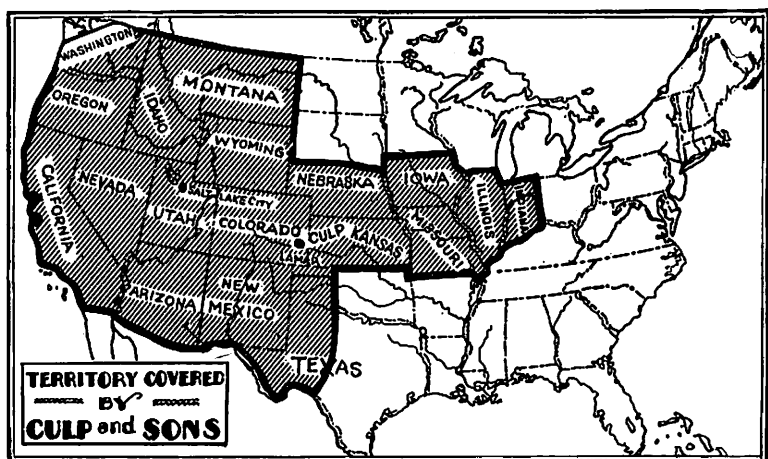 WASHINGTON
MONTANA
OREGON
IDAHO
WYOMING
NEBRASKA
IOWA
CALIFORNIA
NEVADA
SALT LAKE CITY
ILLINOIS
INDIANA
UTAH
COLORADO
CULP
KANSAS
MISSOURI
LAMAR
ARIZONA
NEW
MEXICO
TEXAS
TERRITORY COVERED
BY
CULP and SONS